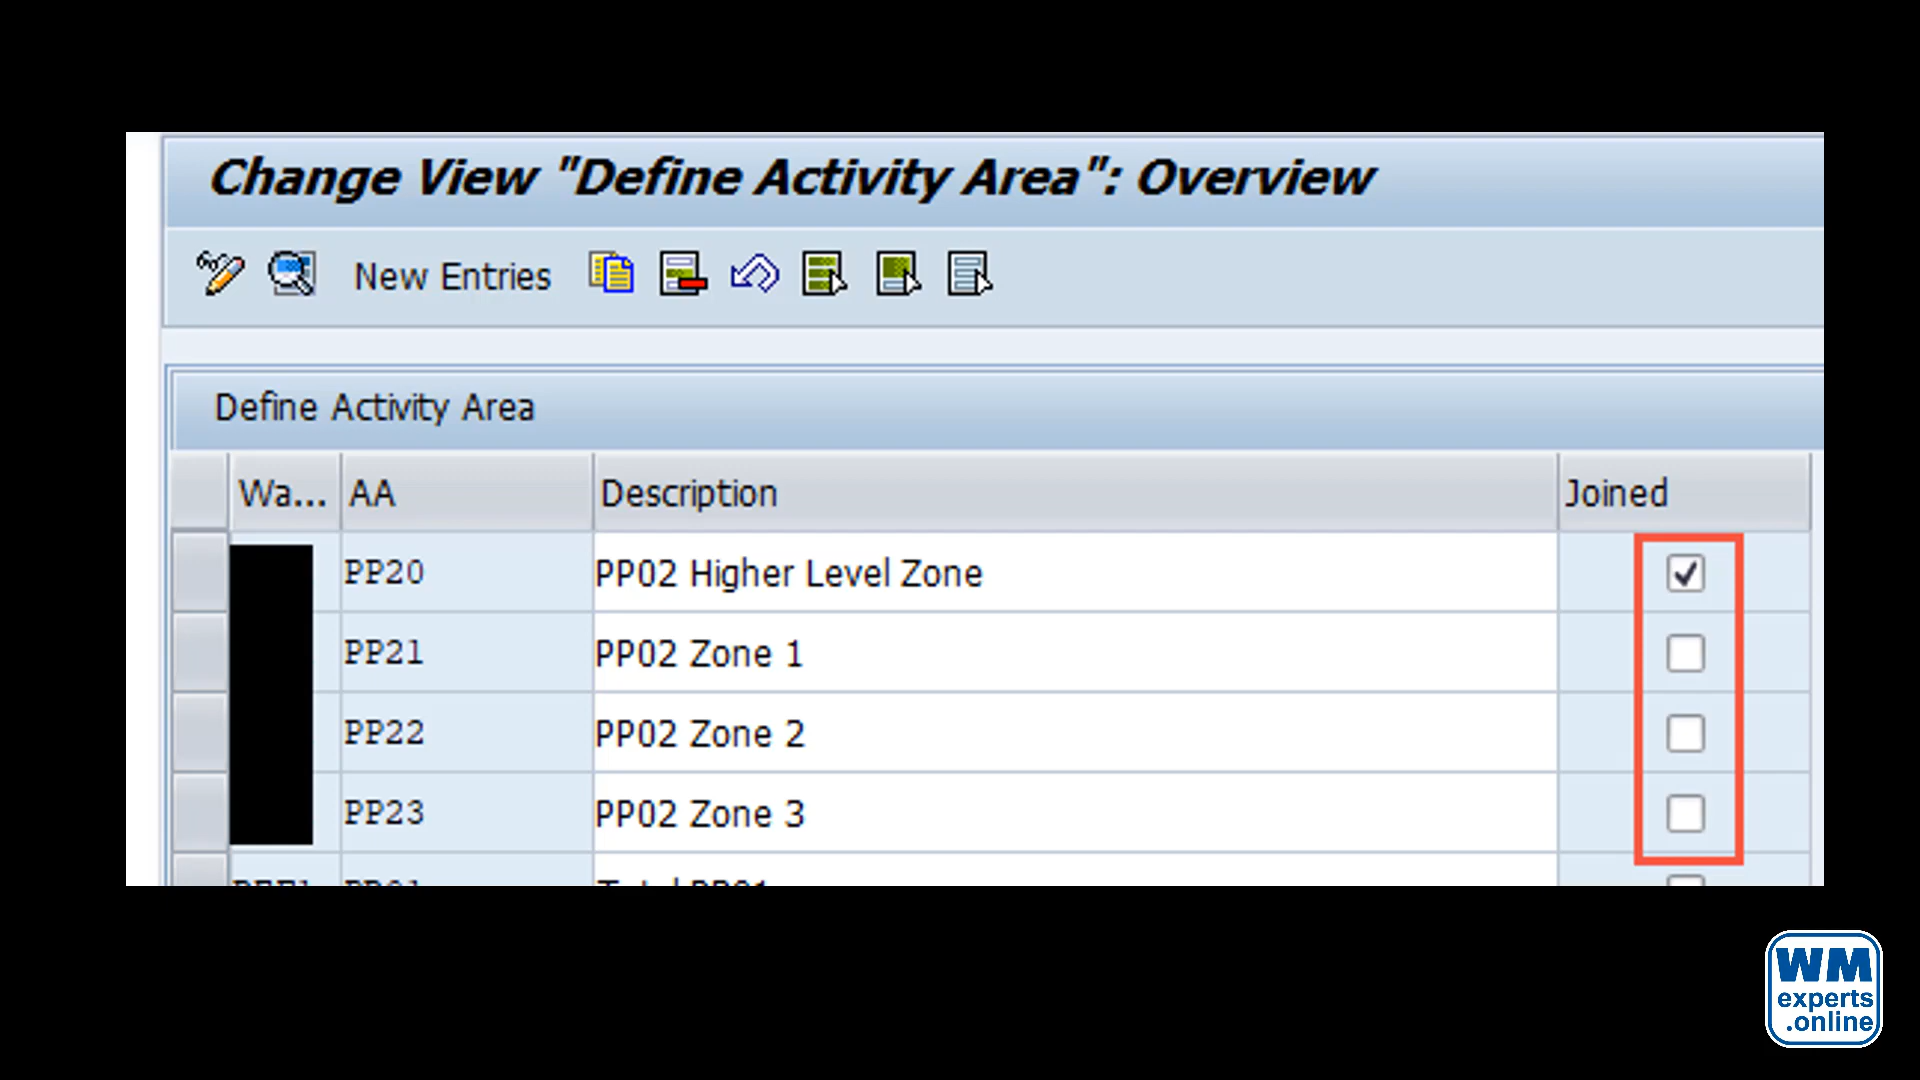 Change View "Define Activity Area": Overview
New Entries
Define Activity Area
Wa... AA Description Joined
PP20 PP02 Higher Level Zone
PP21 PP02 Zone 1
PP22 PP02 Zone 2
PP23 PP02 Zone 3
WM
experts
.online